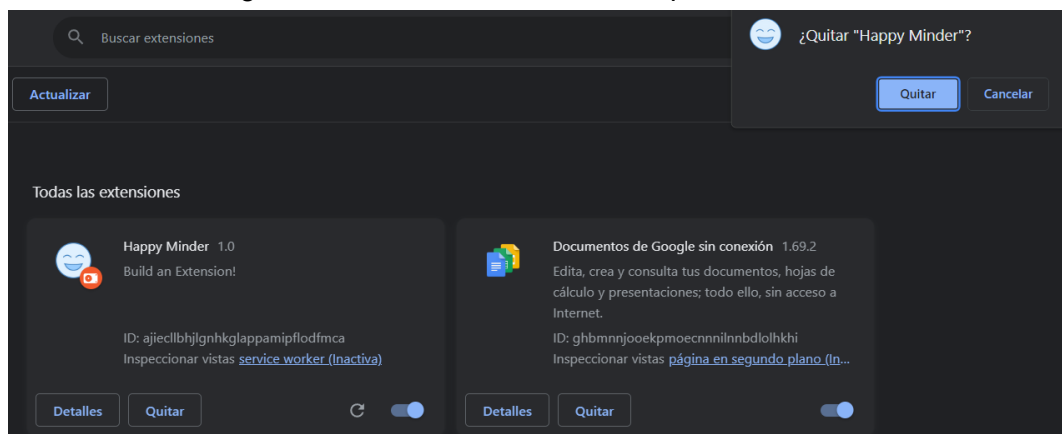 Buscar extensiones
¿Quitar "Happy Minder"?
Quitar
Cancelar
Actualizar
Todas las extensiones
Happy Minder 1.0
Build an Extension!
ID: ajiecllbhjlgnhkglappamipflodfmca
Inspeccionar vistas service worker (Inactiva)
Detalles
Quitar
Documentos de Google sin conexión 1.69.2
Edita, crea y consulta tus documentos, hojas de
cálculo y presentaciones; todo ello, sin acceso a
Internet.
ID: ghbmnnjooekpmoecnnnilnnbdlolhkhi
Inspeccionar vistas página en segundo plano (In...
Detalles
Quitar